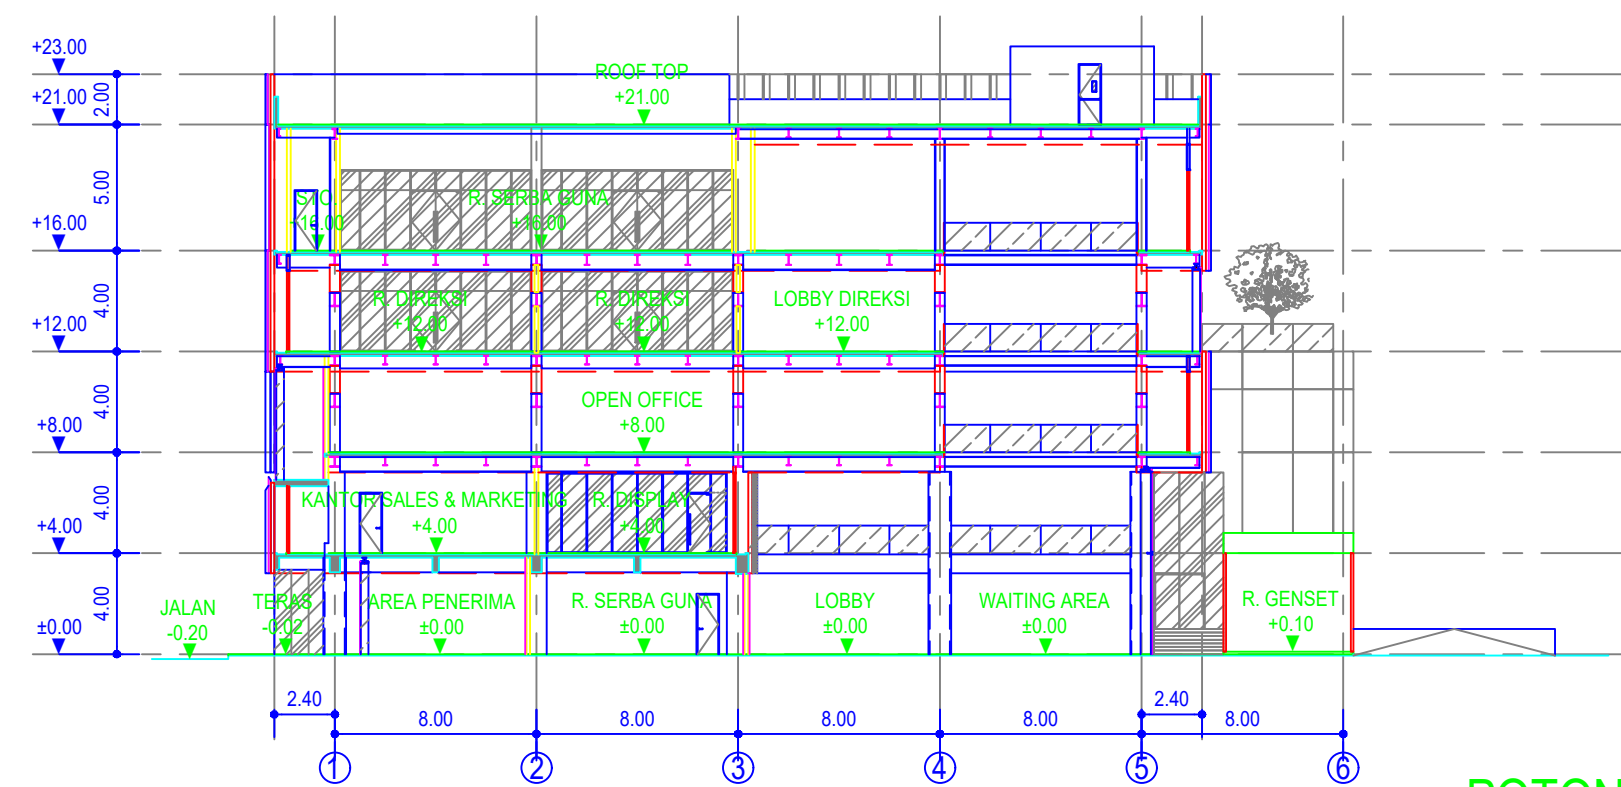 +23.00
ROOF TOP
+21.00
+21.00
2.00
5.00
STO
+16.00
R. SERBA GUNA
+16.00
+16.00
4.00
R. DIREKSI
+12.00
R. DIREKSI
+12.00
LOBBY DIREKSI
+12.00
+12.00
4.00
OPEN OFFICE
+8.00
+8.00
4.00
KANTOR SALES & MARKETING
+4.00
R. DISPLAY
+4.00
+4.00
4.00
JALAN
-0.20
TERAS
-0.02
AREA PENERIMA
±0.00
R. SERBA GUNA
±0.00
LOBBY
±0.00
WAITING AREA
±0.00
R. GENSET
+0.10
±0.00
2.40
8.00
8.00
8.00
8.00
2.40
8.00
1
2
3
4
5
6